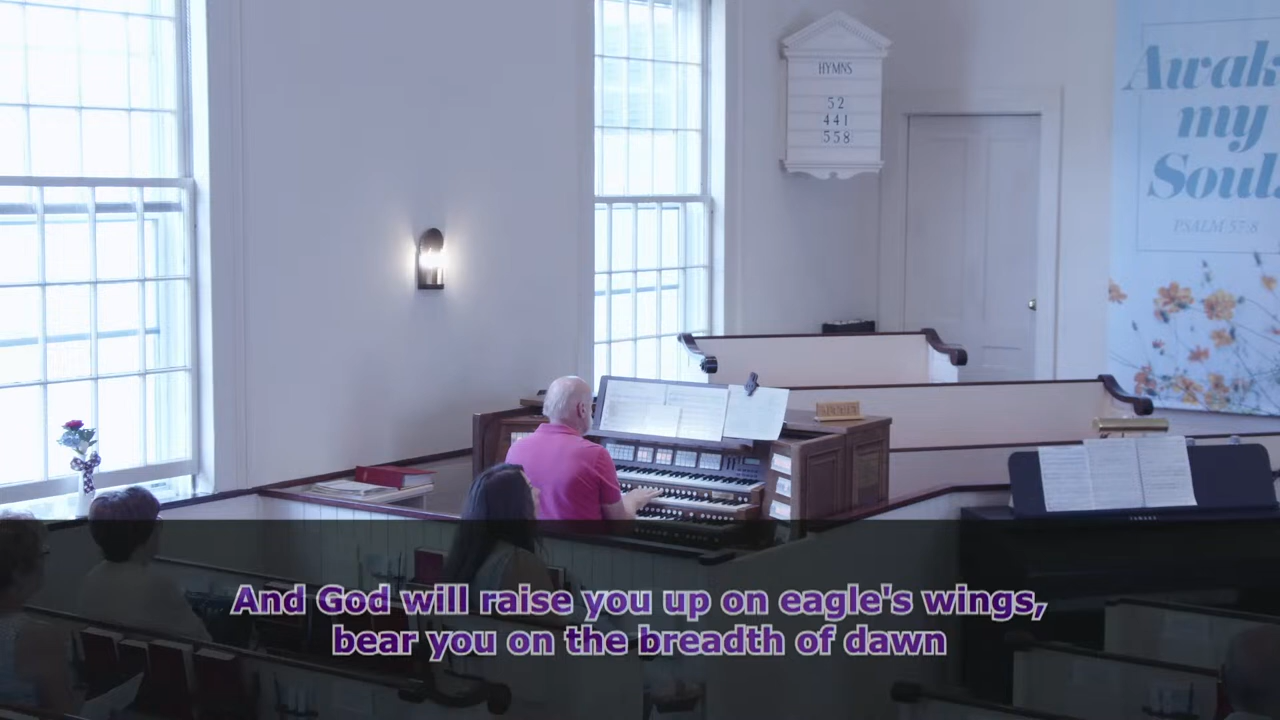 HYMNS
52
441
558
Awak
my
Soul
PSALM 57:8
YAMAHA
And God will raise you up on eagle's wings,
bear you on the breadth of dawn